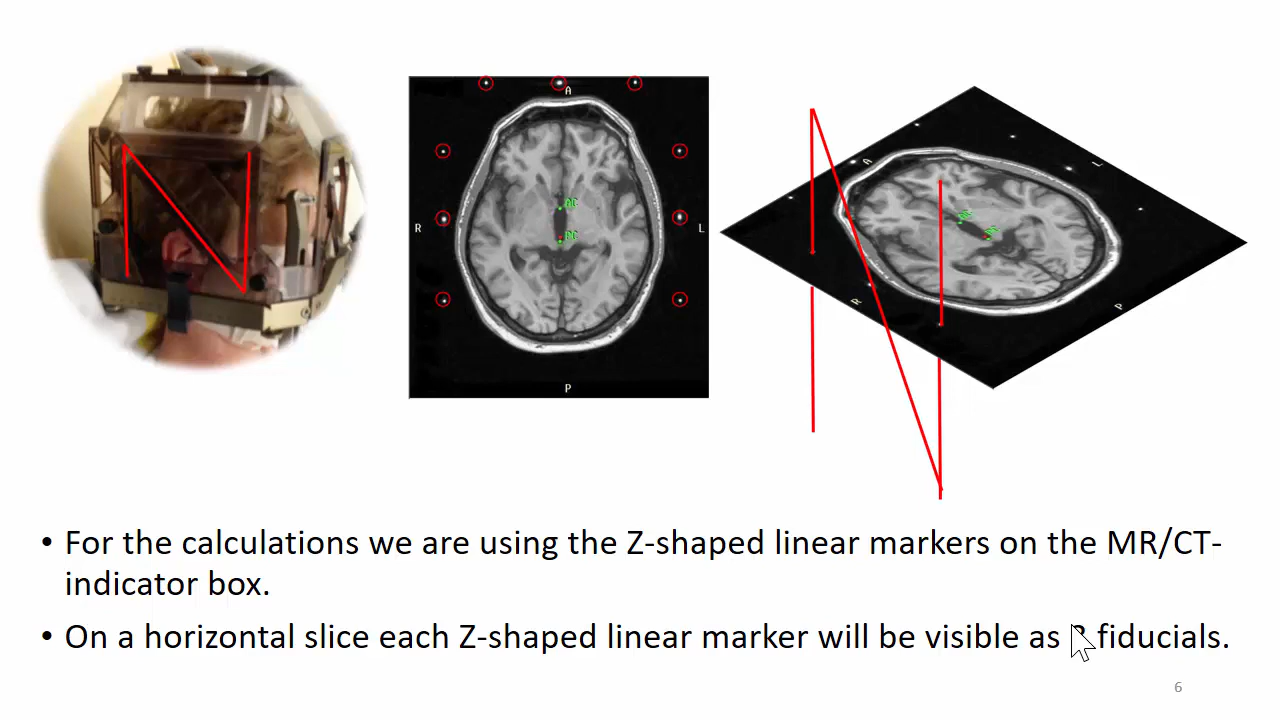 A
AC
PC
R
L
P
A
L
R
P
• For the calculations we are using the Z-shaped linear markers on the MR/CT-
indicator box.
• On a horizontal slice each Z-shaped linear marker will be visible as fiducials.
6